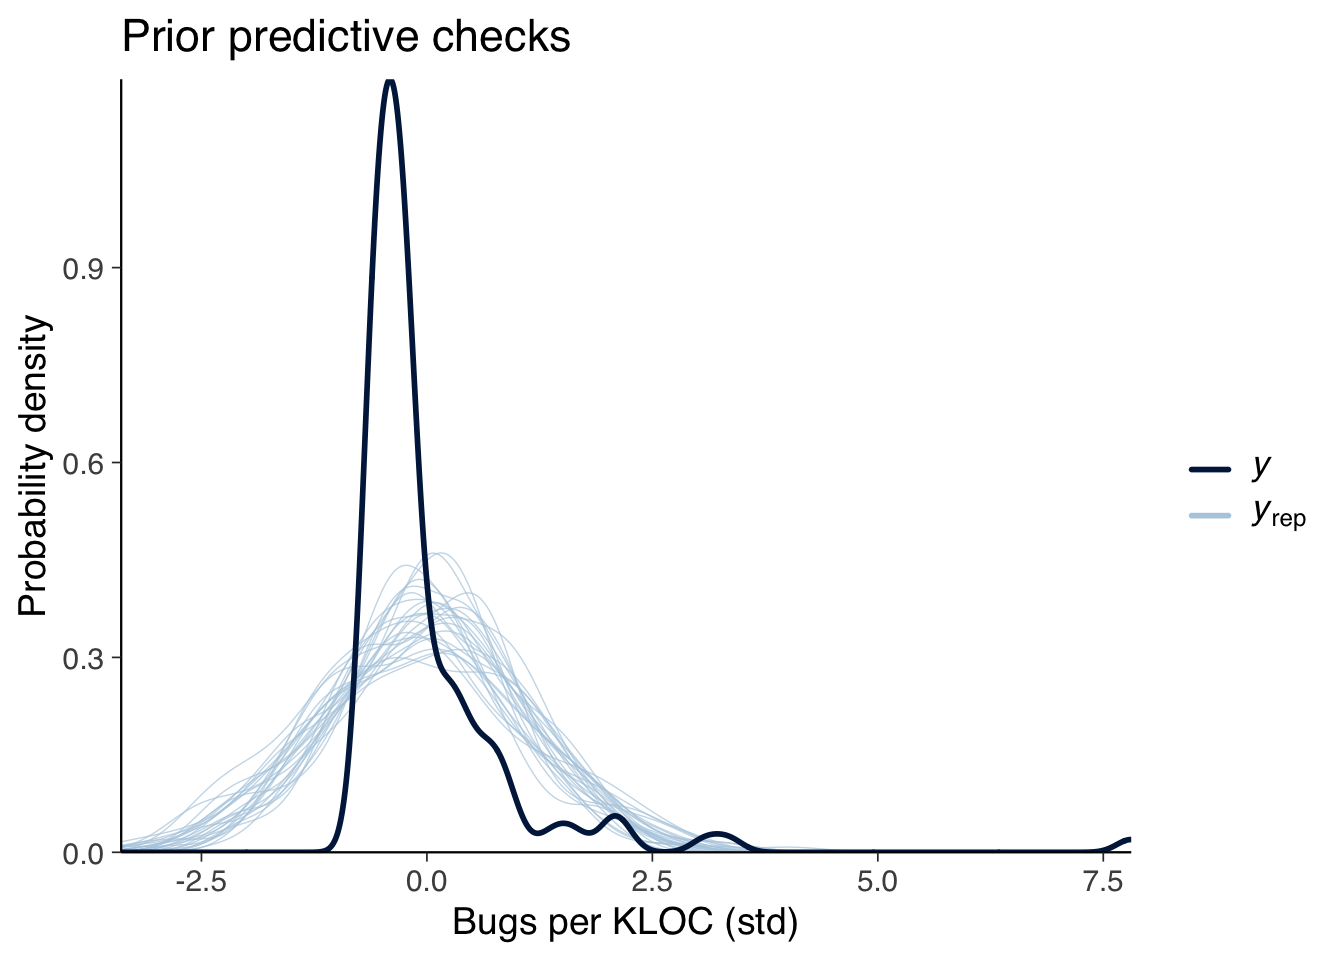 Prior predictive checks
Probability density
0.9
0.6
0.3
0.0
-2.5
0.0
2.5
5.0
7.5
Bugs per KLOC (std)
y
yrep